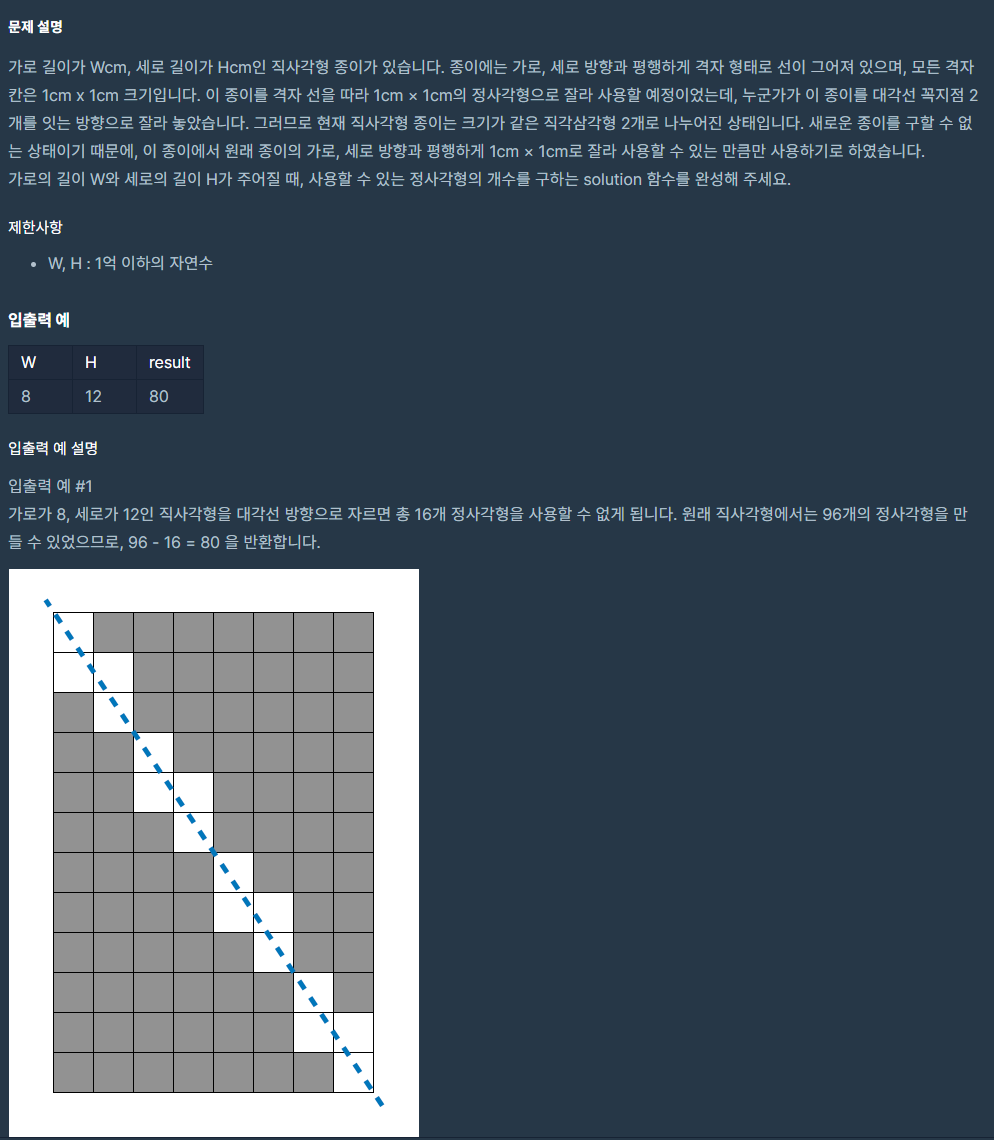 문제 설명
가로 길이가 Wcm, 세로 길이가 Hcm인 직사각형 종이가 있습니다. 종이에는 가로, 세로 방향과 평행하게 격자 형태로 선이 그어져 있으며, 모든 격자
칸은 1cm x 1cm 크기입니다. 이 종이를 격자 선을 따라 1cm × 1cm의 정사각형으로 잘라 사용할 예정이었는데, 누군가가 이 종이를 대각선 꼭지점 2
개를 잇는 방향으로 잘라 놓았습니다. 그러므로 현재 직사각형 종이는 크기가 같은 직각삼각형 2개로 나누어진 상태입니다. 새로운 종이를 구할 수 없
는 상태이기 때문에, 이 종이에서 원래 종이의 가로, 세로 방향과 평행하게 1cm × 1cm로 잘라 사용할 수 있는 만큼만 사용하기로 하였습니다.
가로의 길이 W와 세로의 길이 H가 주어질 때, 사용할 수 있는 정사각형의 개수를 구하는 solution 함수를 완성해 주세요.
제한사항
• W, H : 1억 이하의 자연수
입출력 예
W H result
8 12 80
입출력 예 설명
입출력 예 #1
가로가 8, 세로가 12인 직사각형을 대각선 방향으로 자르면 총 16개 정사각형을 사용할 수 없게 됩니다. 원래 직사각형에서는 96개의 정사각형을 만
들 수 있었으므로, 96 - 16 = 80 을 반환합니다.